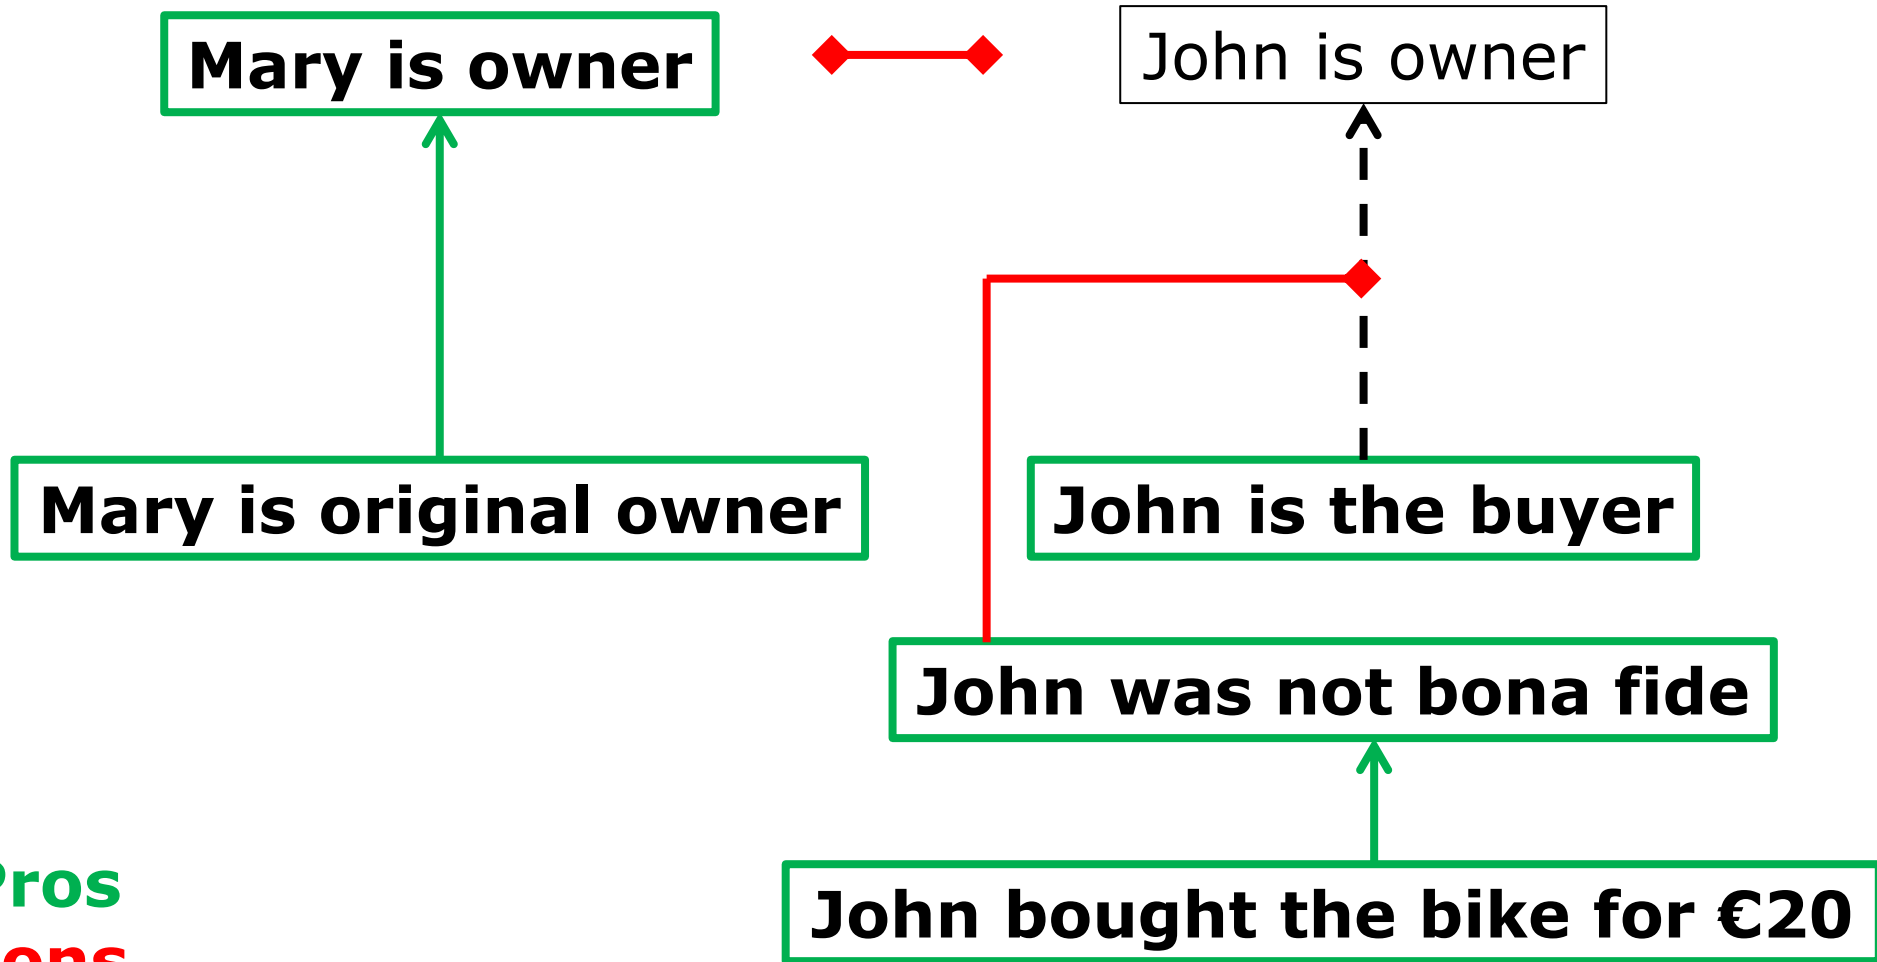 Mary is owner
John is owner
Mary is original owner
John is the buyer
John was not bona fide
John bought the bike for €20
Pros